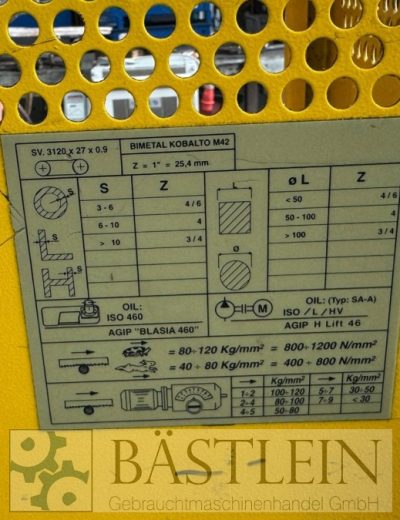 SV. 3120 x 27 x 0.9
BIMETAL KOBALTO M42
Z = 1" = 25,4 mm
S Z
S
3-6 4/6
6-10 4
> 10 3/4
S
S
L
Ø
ø L Z
< 50 4/6
50-100 4
> 100 3/4
OIL:
ISO 460
AGIP "BLASIA 460"
M
OIL: (Typ: SA-A)
ISO / L / HV
AGIP H Lift 46
= 80÷120 Kg/mm² = 800÷1200 N/mm²
= 40 ÷ 80 Kg/mm² = 400 ÷ 800 N/mm²
Kg/mm² Kg/mm²
1-2 100-120 5-7 30-50
2-4 80-100 7-9 < 30
4-5 50-80
BÄSTLEIN
Gebrauchtmaschinenhandel GmbH